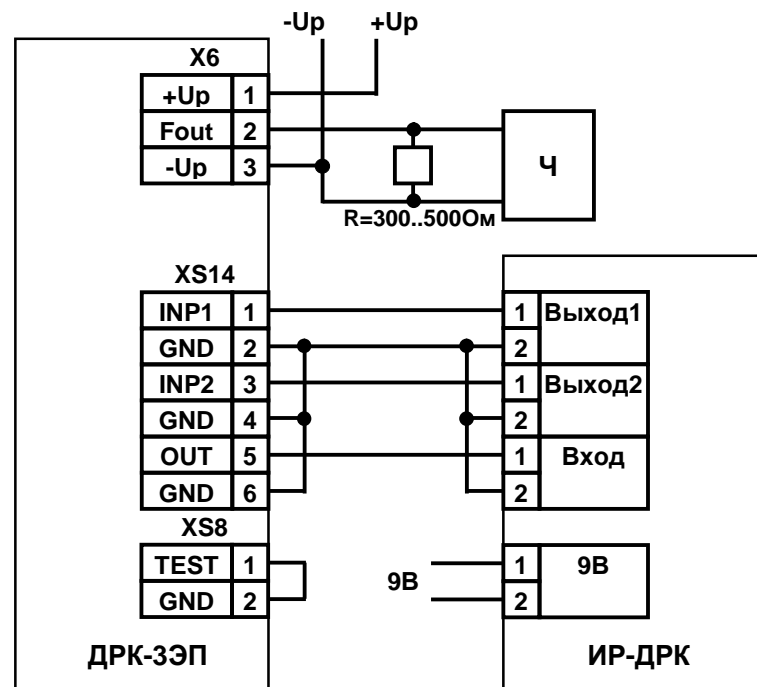 -Up +Up
X6
+Up 1
Fout 2
-Up 3
Ч
R=300..500Ом
XS14
INP1 1
GND 2
INP2 3
GND 4
OUT 5
GND 6
1 Выход1
2
1 Выход2
2
1 Вход
2
XS8
TEST 1
GND 2
9В
1 9В
2
ДРК-3ЭП
ИР-ДРК